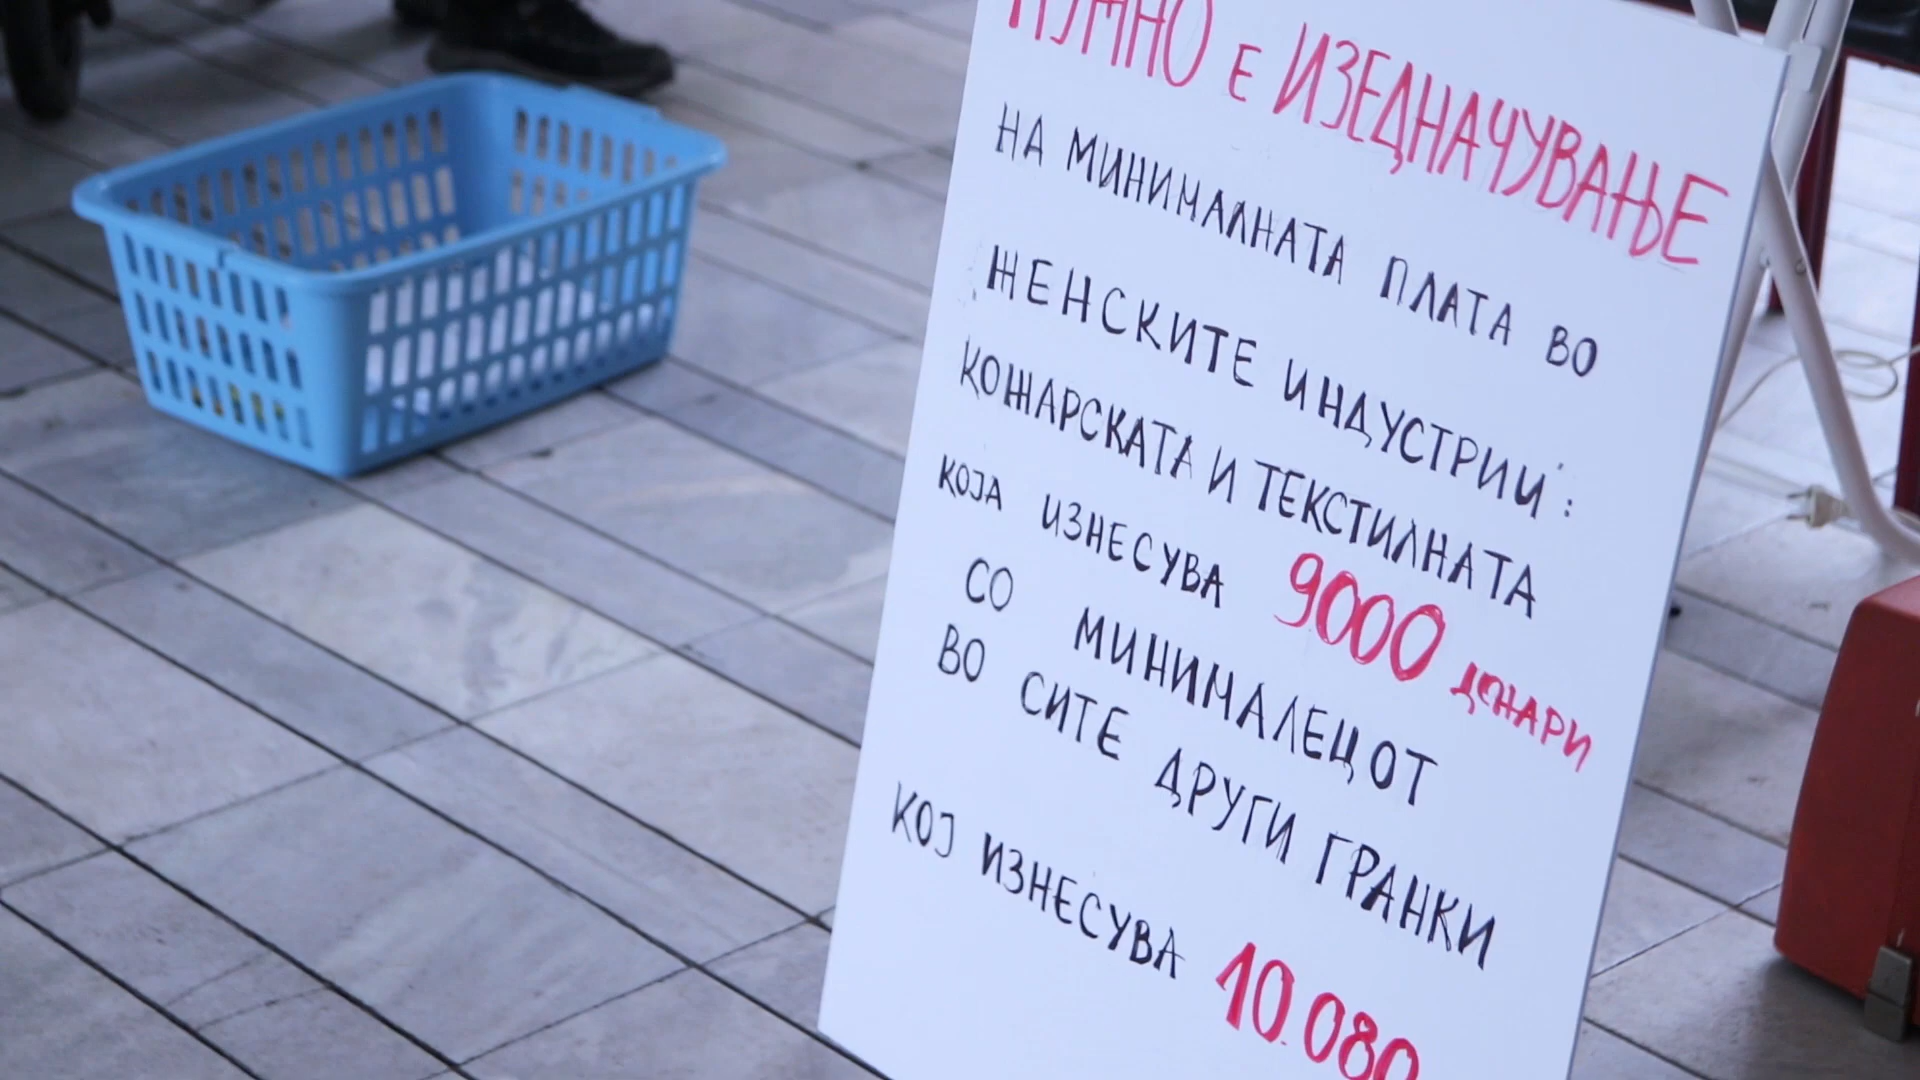 НУЖНО Е ИЗЕДНАЧУВАЊЕ
НА МИНИМАЛНАТА ПЛАТА ВО
ЖЕНСКИТЕ ИНДУСТРИИ:
КОЖАРСКАТА И ТЕКСТИЛНАТА
КОЈА ИЗНЕСУВА 9000 ДЕНАРИ
СО МИНИМАЛЕЦОТ
ВО СИТЕ ДРУГИ ГРАНКИ
КОЈ ИЗНЕСУВА 10.080